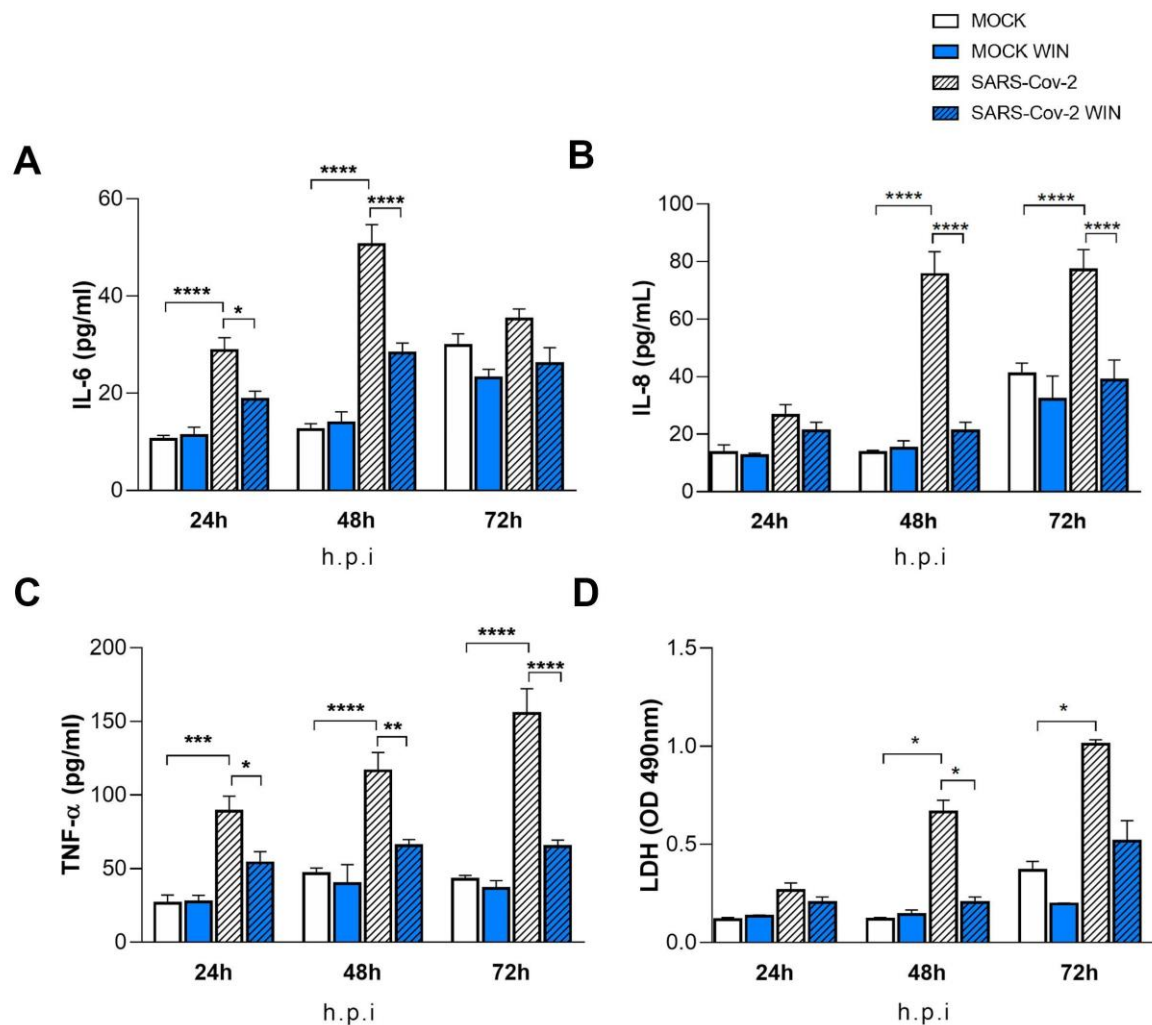 MOCK
MOCK WIN
SARS-Cov-2
SARS-Cov-2 WIN
A
IL-6 (pg/ml)
60
40
20
0
****
*
****
****
24h
48h
72h
h.p.i
B
IL-8 (pg/mL)
100
80
60
40
20
0
****
****
****
****
24h
48h
72h
h.p.i
C
TNF-α (pg/ml)
200
150
100
50
0
***
*
****
**
****
****
24h
48h
72h
h.p.i
D
LDH (OD 490nm)
1.5
1.0
0.5
0.0
*
*
*
24h
48h
72h
h.p.i